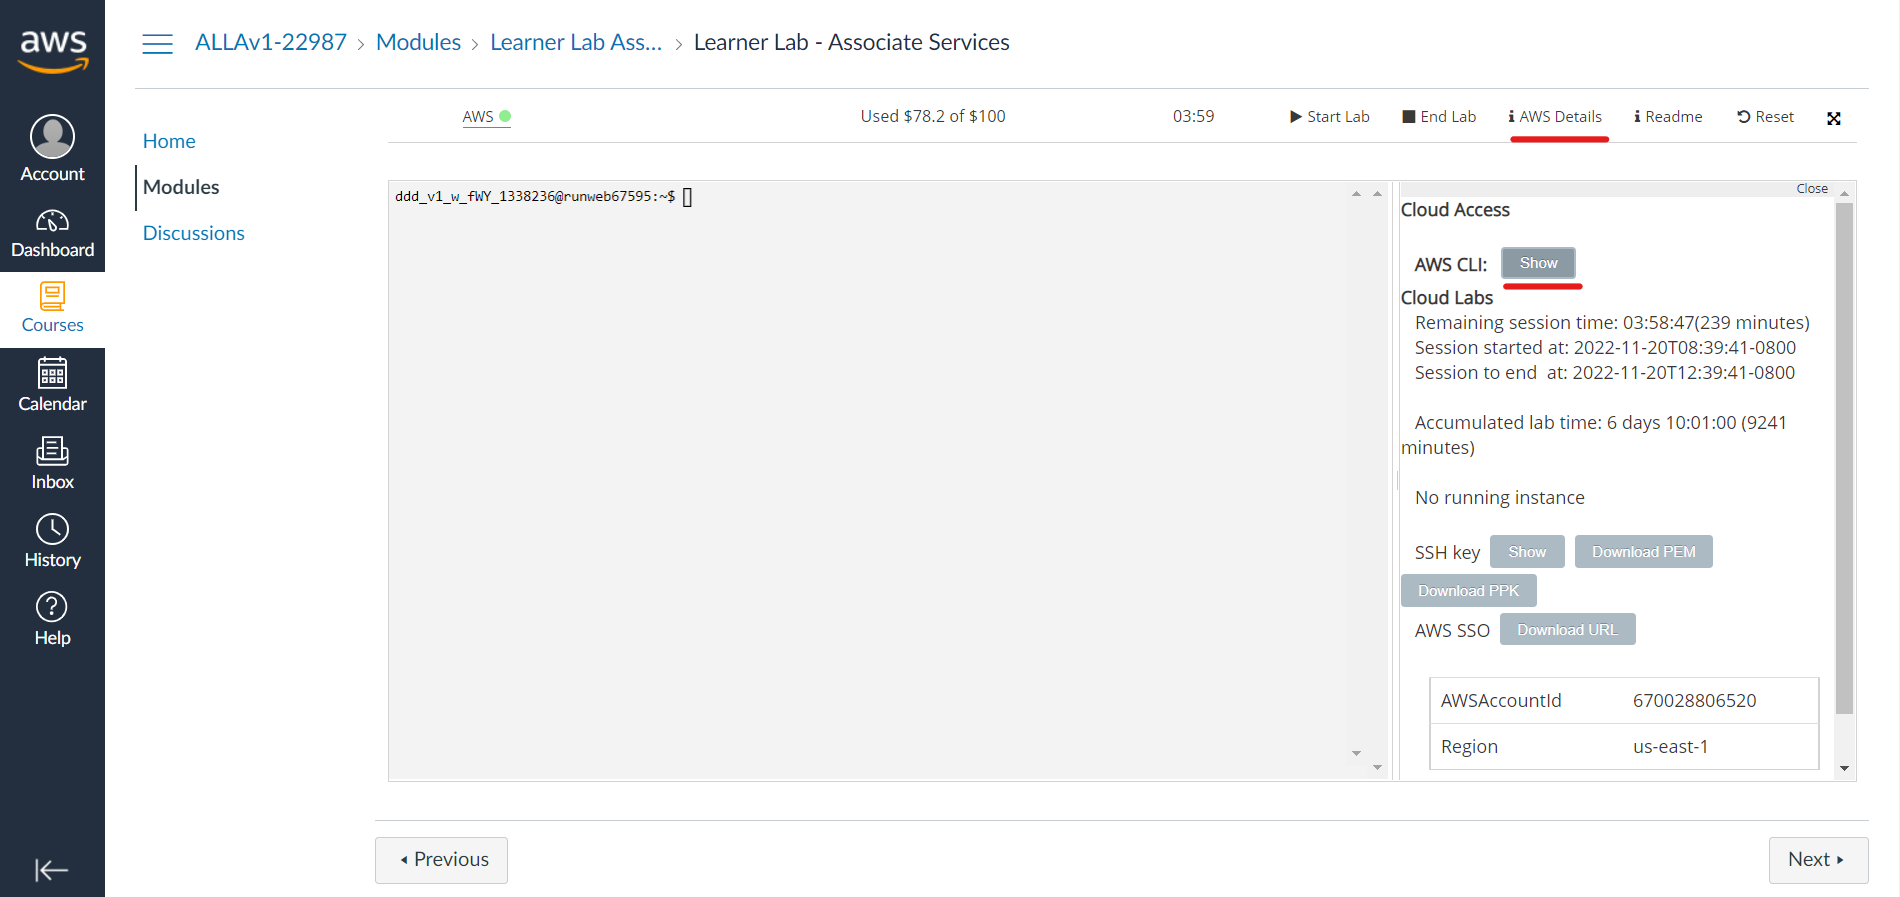 aws
Account
Dashboard
Courses
Calendar
Inbox
History
Help
ALLAv1-22987 > Modules > Learner Lab Ass... > Learner Lab - Associate Services
Home
Modules
Discussions
AWS Used $78.2 of $100 03:59 Start Lab End Lab AWS Details Readme Reset
ddd_v1_w_fWY_1338236@runweb67595:~$
Close
Cloud Access
AWS CLI: Show
Cloud Labs
Remaining session time: 03:58:47(239 minutes)
Session started at: 2022-11-20T08:39:41-0800
Session to end at: 2022-11-20T12:39:41-0800
Accumulated lab time: 6 days 10:01:00 (9241
minutes)
No running instance
SSH key Show Download PEM
Download PPK
AWS SSO Download URL
AWSAccountId 670028806520
Region us-east-1
Previous
Next